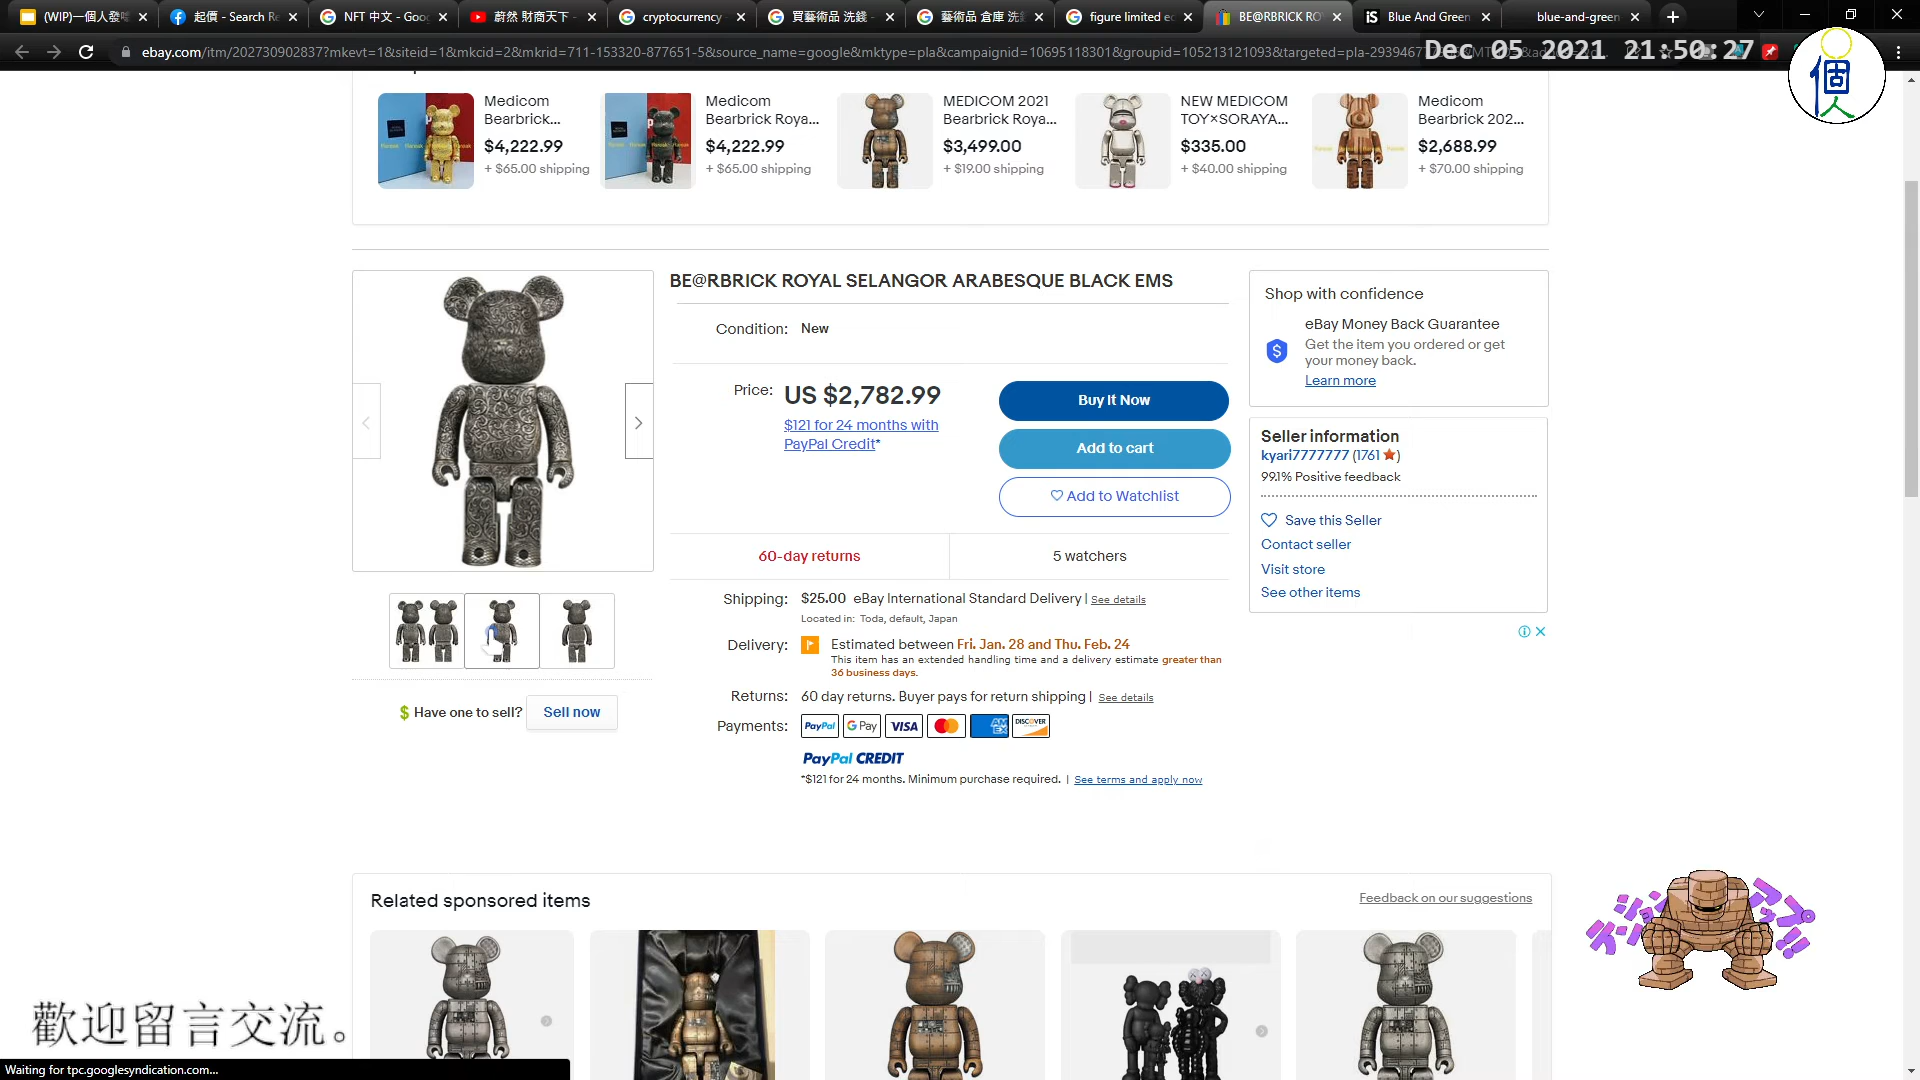 (WIP)一個人發
起價 - Search Re
NFT 中文 - Goo
蔚然 財商天下 -
cryptocurrency
買藝術品 洗錢 -
藝術品 倉庫 洗
figure limited e
BE@RBRICK RO
Blue And Green
blue-and-green
ebay.com/itm/202730902837?mkevt=1&siteid=1&mkcid=2&mkrid=711-153320-877651-5&source_name=google&mktype=pla&campaignid=10695118301&groupid=105213121093&targeted=pla-293946777
Dec 05 2021 21:50:27
個人
Medicom
Bearbrick...
$4,222.99
+ $65.00 shipping
Medicom
Bearbrick Roya...
$4,222.99
+ $65.00 shipping
MEDICOM 2021
Bearbrick Roya...
$3,499.00
+ $19.00 shipping
NEW MEDICOM
TOY×SORAYA...
$335.00
+ $40.00 shipping
Medicom
Bearbrick 202...
$2,688.99
+ $70.00 shipping
BE@RBRICK ROYAL SELANGOR ARABESQUE BLACK EMS
Condition: New
Price: US $2,782.99
$121 for 24 months with
PayPal Credit*
Buy It Now
Add to cart
Add to Watchlist
60-day returns
5 watchers
Shipping: $25.00 eBay International Standard Delivery | See details
Located in: Toda, default, Japan
Delivery: Estimated between Fri. Jan. 28 and Thu. Feb. 24
This item has an extended handling time and a delivery estimate greater than
36 business days.
Returns: 60 day returns. Buyer pays for return shipping | See details
Payments: PayPal G Pay VISA AM EX DISCOVER
PayPal CREDIT
*$121 for 24 months. Minimum purchase required. | See terms and apply now
Have one to sell? Sell now
Shop with confidence
eBay Money Back Guarantee
Get the item you ordered or get
your money back.
Learn more
Seller information
kyari7777777 (1761)
99.1% Positive feedback
Save this Seller
Contact seller
Visit store
See other items
Related sponsored items
Feedback on our suggestions
歡迎留言交流。
Waiting for tpc.googlesyndication.com...